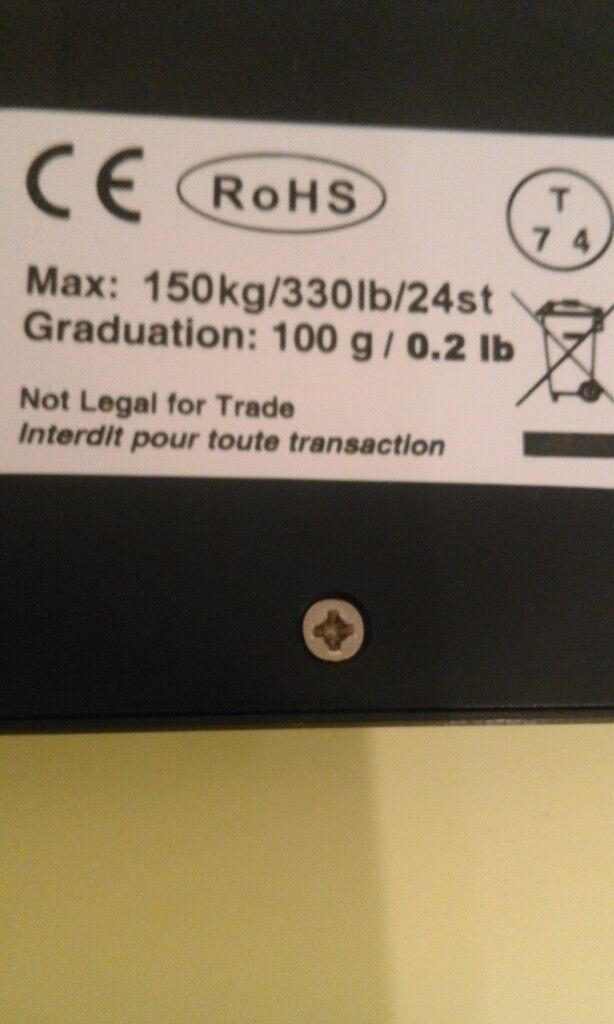 CE RoHS T
7 4
Max: 150kg/330lb/24st
Graduation: 100 g / 0.2 lb
Not Legal for Trade
Interdit pour toute transaction